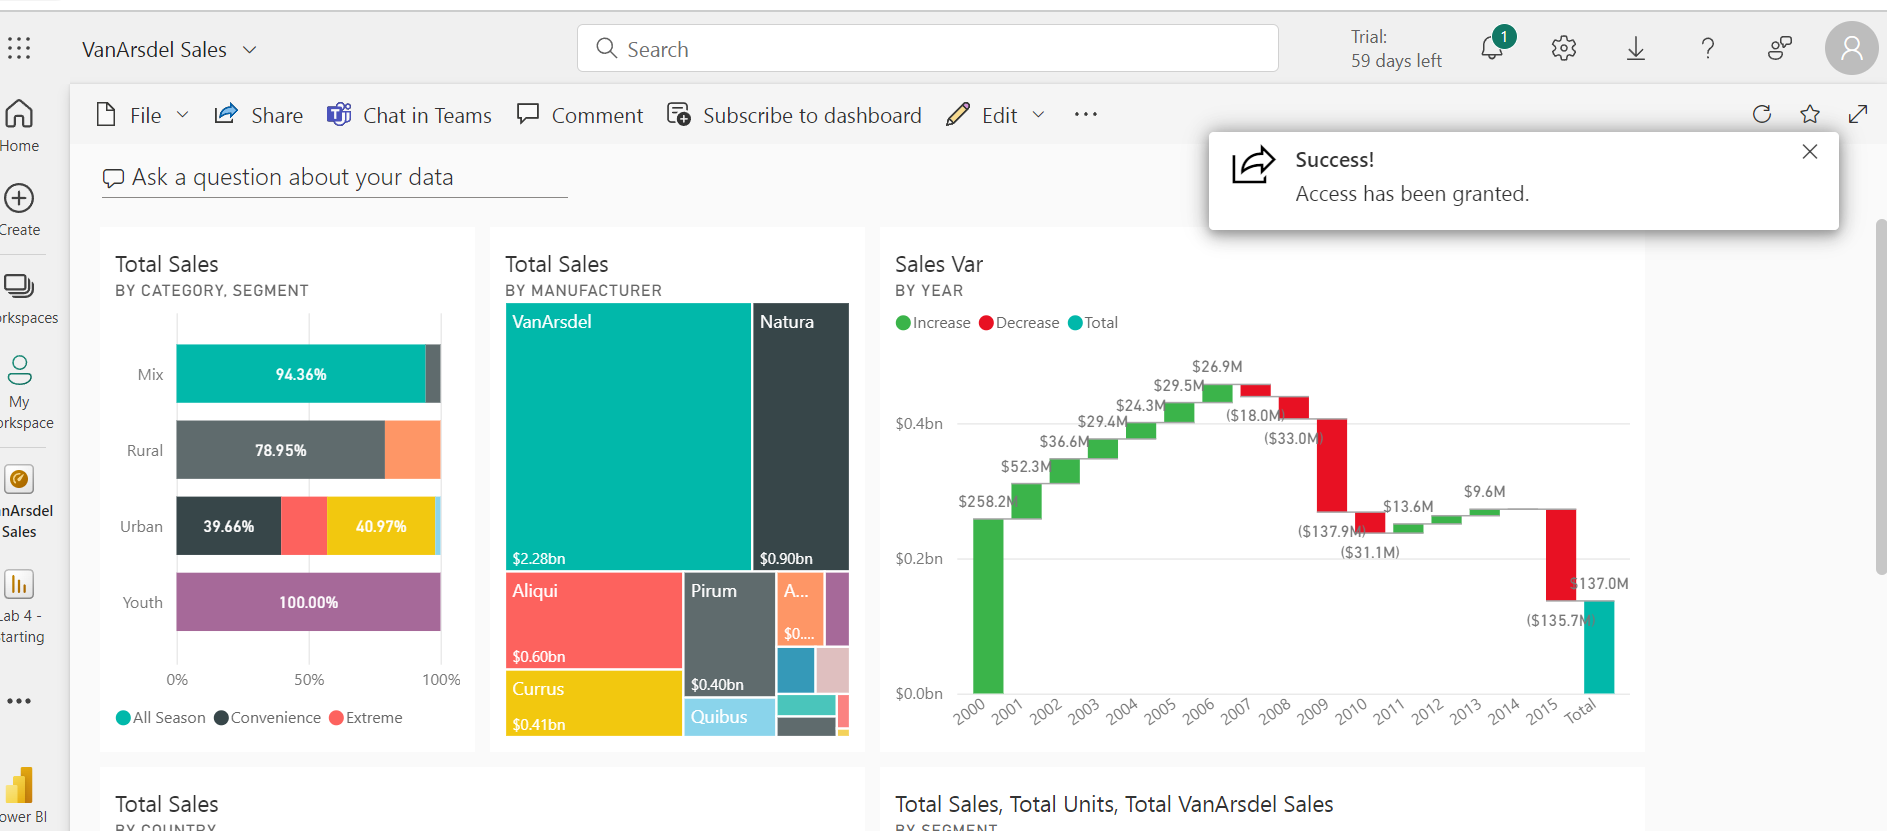 VanArsdel Sales
Search
Trial:
59 days left
1
File
Share
Chat in Teams
Comment
Subscribe to dashboard
Edit
Home
Create
rkspaces
My
orkspace
nArsdel
Sales
Lab 4 -
tarting
ower BI
Ask a question about your data
Success!
Access has been granted.
Total Sales
BY CATEGORY, SEGMENT
Mix
94.36%
Rural
78.95%
Urban
39.66%
40.97%
Youth
100.00%
0%
50%
100%
All Season
Convenience
Extreme
Total Sales
BY MANUFACTURER
VanArsdel
$2.28bn
Natura
$0.90bn
Aliqui
$0.60bn
Pirum
$0.40bn
A...
$0....
Currus
$0.41bn
Quibus
Sales Var
BY YEAR
Increase
Decrease
Total
$0.4bn
$0.2bn
$0.0bn
$258.2M
$52.3M
$36.6M
$29.4M
$24.3M
$29.5M
$26.9M
($18.0M)
($33.0M)
($137.9M)
($31.1M)
$13.6M
$9.6M
($135.7M)
$137.0M
2000
2001
2002
2003
2004
2005
2006
2007
2008
2009
2010
2011
2012
2013
2014
2015
Total
Total Sales
BY COUNTRY
Total Sales, Total Units, Total VanArsdel Sales
BY SEGMENT